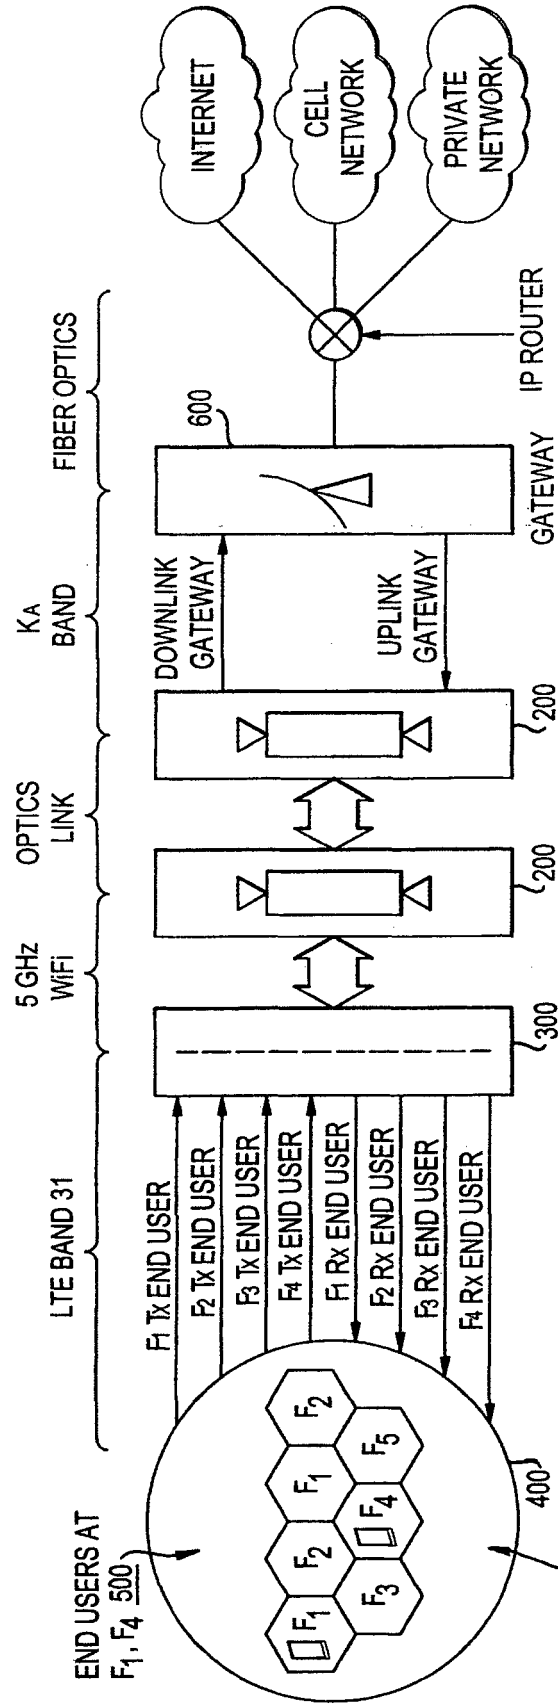 LTE BAND 31
5 GHz
WiFi
OPTICS
LINK
KA
BAND
FIBER OPTICS
END USERS AT
F1, F4 500
F1
F2
F1
F2
F3
F4
F5
400
F1 Tx END USER
F2 Tx END USER
F3 Tx END USER
F4 Tx END USER
F1 Rx END USER
F2 Rx END USER
F3 Rx END USER
F4 Rx END USER
300
200
200
DOWNLINK
GATEWAY
UPLINK
GATEWAY
600
GATEWAY
IP ROUTER
INTERNET
CELL
NETWORK
PRIVATE
NETWORK